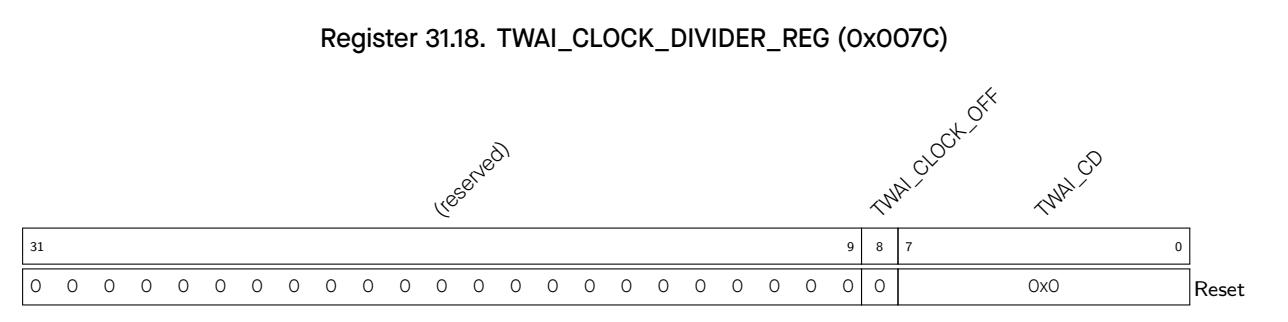 Register 31.18. TWAI_CLOCK_DIVIDER_REG (0x007C)
(reserved) TWAI_CLOCK_OFF TWAI_CD
31 9 8 7 0
0 0 0 0 0 0 0 0 0 0 0 0 0 0 0 0 0 0 0 0 0 0 0 0 0x0 Reset